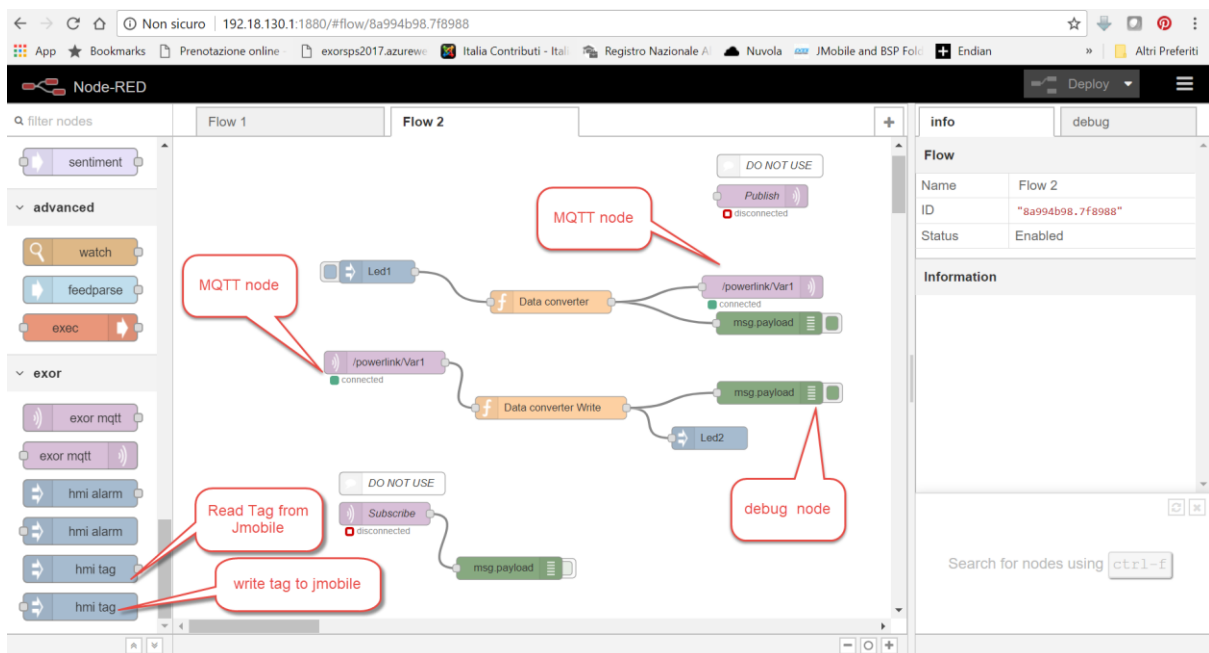 Non sicuro 192.18.130.1:1880/#flow/8a994b98.7f8988
App Bookmarks Prenotazione online - exorsps2017.azurewe Italia Contributi - Ital Registro Nazionale A Nuvola JMobile and BSP Fold Endian » Altri Preferiti
Node-RED Deploy
filter nodes
Flow 1 Flow 2 + info debug
sentiment
advanced
watch
feedparse
exec
exor
exor mqtt
exor mqtt
hmi alarm
hmi alarm
hmi tag
hmi tag
DO NOT USE
Publish
disconnected
MQTT node
MQTT node
Led1
Data converter
/powerlink/Var1
connected
msg.payload
/powerlink/Var1
connected
Data converter Write
msg.payload
Led2
DO NOT USE
Subscribe
disconnected
msg.payload
Read Tag from
Jmobile
write tag to jmobile
debug node
Flow
Name Flow 2
ID "8a994b98.7f8988"
Status Enabled
Information
Search for nodes using ctrl-f